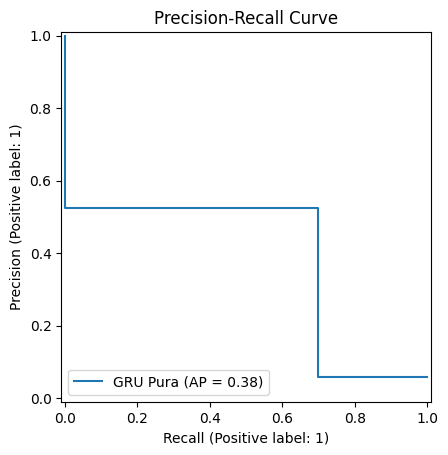 Precision-Recall Curve
Precision (Positive label: 1)
1.0
0.8
0.6
0.4
0.2
0.0
GRU Pura (AP = 0.38)
0.0 0.2 0.4 0.6 0.8 1.0
Recall (Positive label: 1)